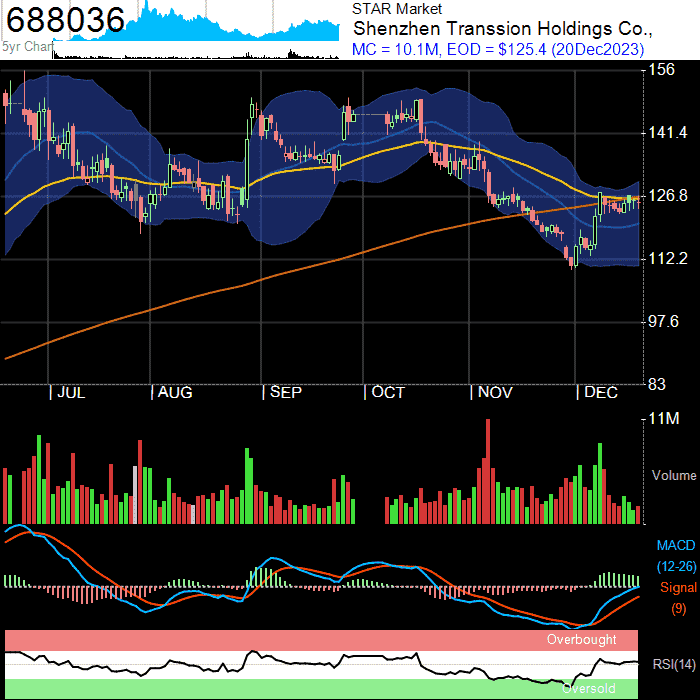 688036
STAR Market
Shenzhen Transsion Holdings Co.,
5yr Chart
MC = 10.1M, EOD = $125.4 (20Dec2023)
156
141.4
126.8
112.2
97.6
83
| JUL | AUG | SEP | OCT | NOV | DEC
11M
Volume
MACD
(12-26)
Signal
(9)
Overbought
RSI(14)
Oversold